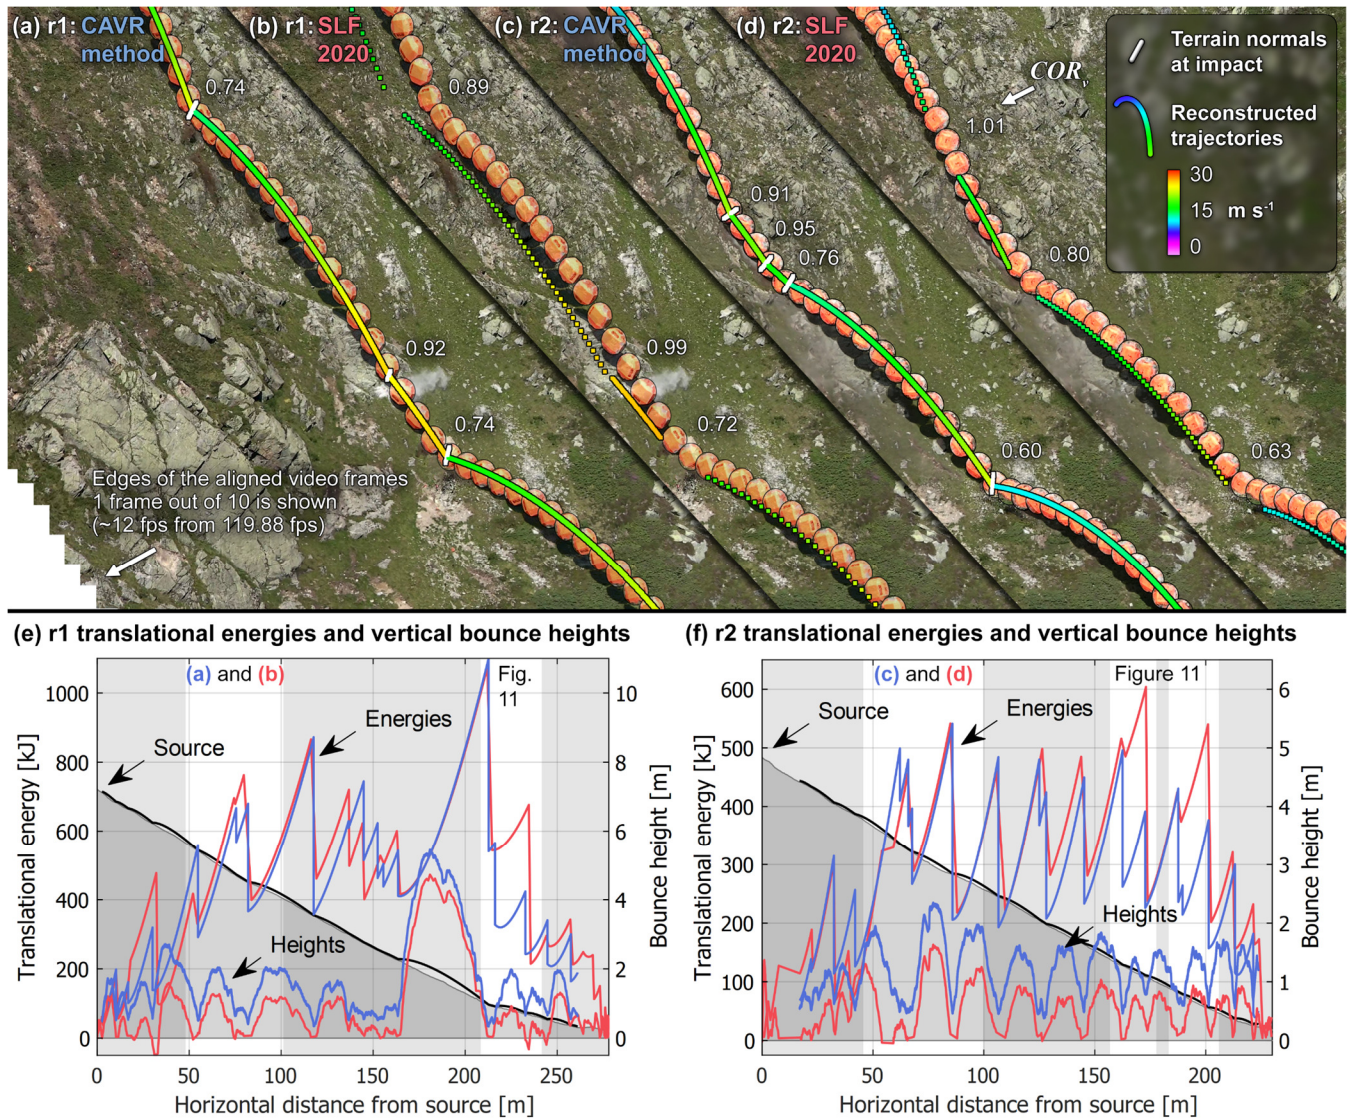 (a) r1: CAVR method
(b) r1: SLF 2020
(c) r2: CAVR method
(d) r2: SLF 2020
0.74
0.92
0.74
0.89
0.99
0.72
0.91
0.95
0.76
0.60
1.01
0.80
0.63
CORv
Terrain normals
at impact
Reconstructed
trajectories
30
15 m s-1
0
Edges of the aligned video frames
1 frame out of 10 is shown
(~12 fps from 119.88 fps)
(e) r1 translational energies and vertical bounce heights
(a) and (b)
Fig.
11
Source
Energies
Heights
Translational energy [kJ]
1000
800
600
400
200
0
Bounce height [m]
10
8
6
4
2
0
0 50 100 150 200 250
Horizontal distance from source [m]
(f) r2 translational energies and vertical bounce heights
(c) and (d)
Figure 11
Source
Energies
Heights
Translational energy [kJ]
600
500
400
300
200
100
0
Bounce height [m]
6
5
4
3
2
1
0
0 50 100 150 200
Horizontal distance from source [m]